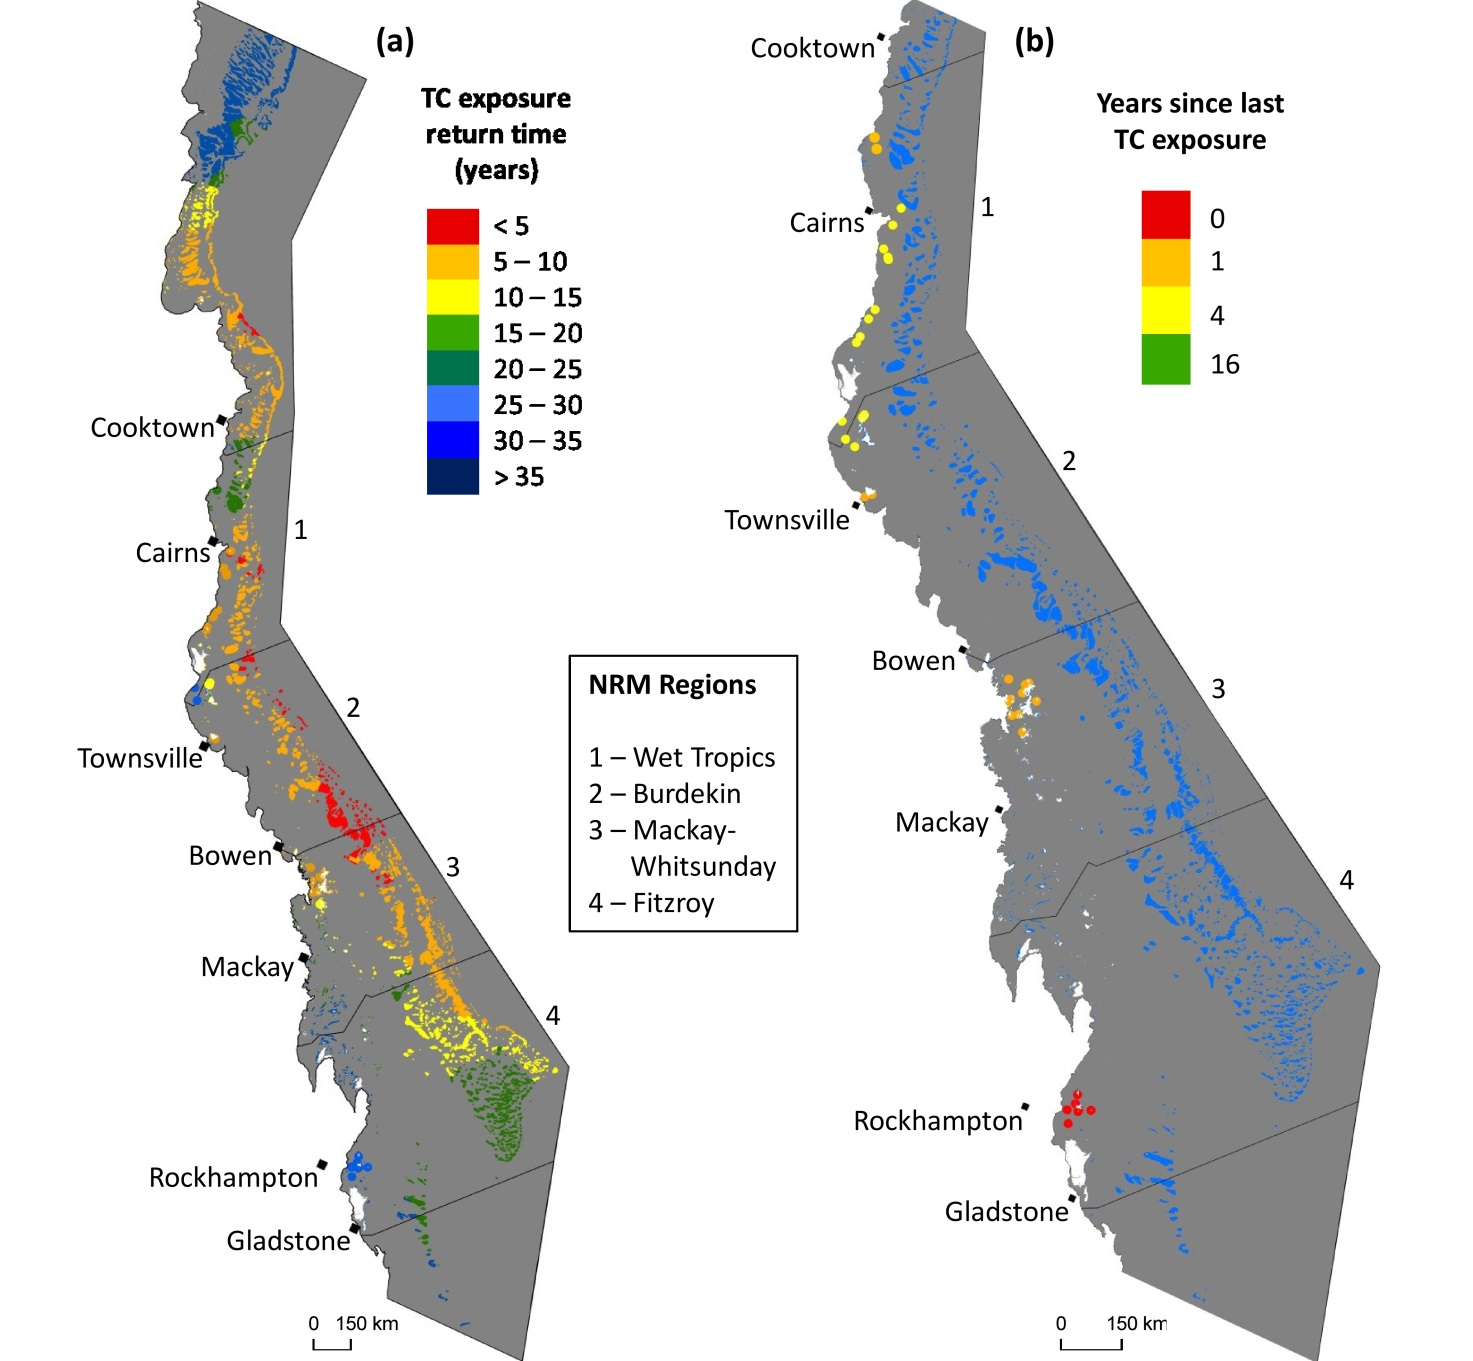 (a)
TC exposure
return time
(years)
< 5
5 – 10
10 – 15
15 – 20
20 – 25
25 – 30
30 – 35
> 35
Cooktown
1
Cairns
2
Townsville
Bowen
3
Mackay
4
Rockhampton
Gladstone
0 150 km
NRM Regions
1 – Wet Tropics
2 – Burdekin
3 – Mackay-
Whitsunday
4 – Fitzroy
(b)
Years since last
TC exposure
0
1
4
16
Cooktown
Cairns
1
2
Townsville
Bowen
3
Mackay
4
Rockhampton
Gladstone
0 150 km